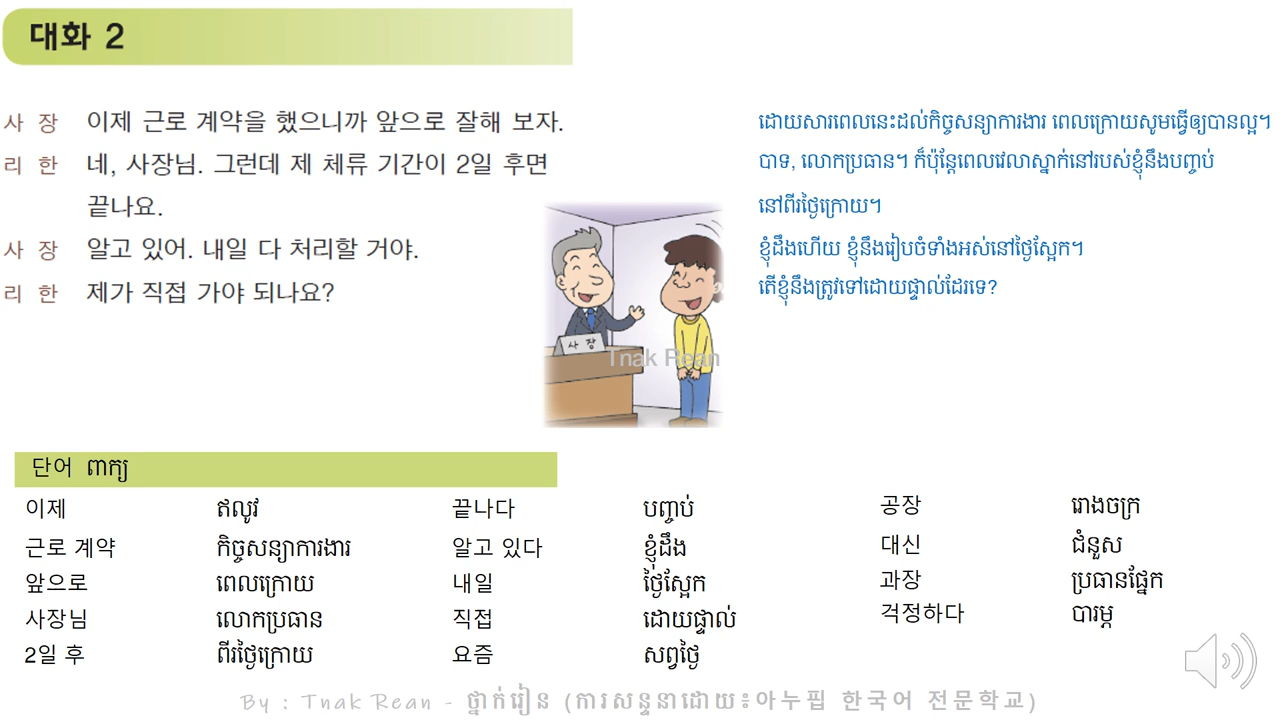 대화 2
사 장 이제 근로 계약을 했으니까 앞으로 잘해 보자.
리 한 네, 사장님. 그런데 제 체류 기간이 2일 후면
끝나요.
사 장 알고 있어. 내일 다 처리할 거야.
리 한 제가 직접 가야 되나요?
ដោយសារពេលនេះដល់កិច្ចសន្យាការងារ ពេលក្រោយសូមធ្វើឲ្យបានល្អ។
បាទ, លោកប្រធាន។ ក៏ប៉ុន្តែពេលវេលាស្នាក់នៅរបស់ខ្ញុំនឹងបញ្ចប់
នៅពីរថ្ងៃក្រោយ។
ខ្ញុំដឹងហើយ ខ្ញុំនឹងរៀបចំទាំងអស់នៅថ្ងៃស្អែក។
តើខ្ញុំនឹងត្រូវទៅដោយផ្ទាល់ដែរទេ?
사 장
Tnak Rean
단어 ពាក្យ
이제 ឥលូវ 끝나다 បញ្ចប់ 공장 រោងចក្រ
근로 계약 កិច្ចសន្យាការងារ 알고 있다 ខ្ញុំដឹង 대신 ជំនួស
앞으로 ពេលក្រោយ 내일 ថ្ងៃស្អែក 과장 ប្រធានផ្នែក
사장님 លោកប្រធាន 직접 ដោយផ្ទាល់ 걱정하다 បារម្ភ
2일 후 ពីរថ្ងៃក្រោយ 요즘 សព្វថ្ងៃ
By : Tnak Rean - ថ្នាក់រៀន (ការសន្ទនាដោយ៖아누핍 한국어 전문학교)